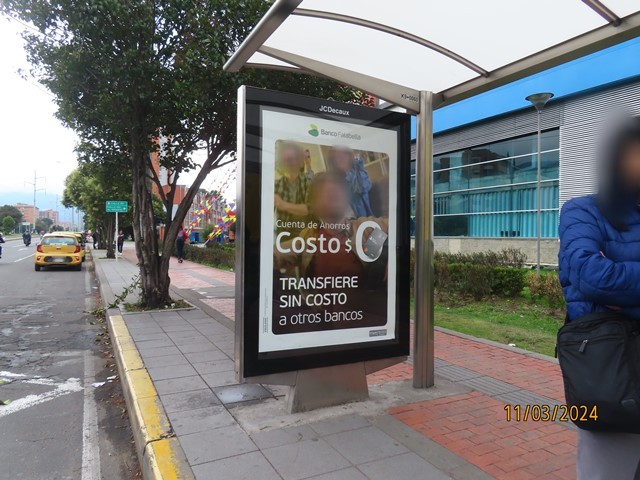 JCDecaux
Banco Falabella
Cuenta de Ahorros
Costo $0
TRANSFIERE
SIN COSTO
a otros bancos
11/03/2024